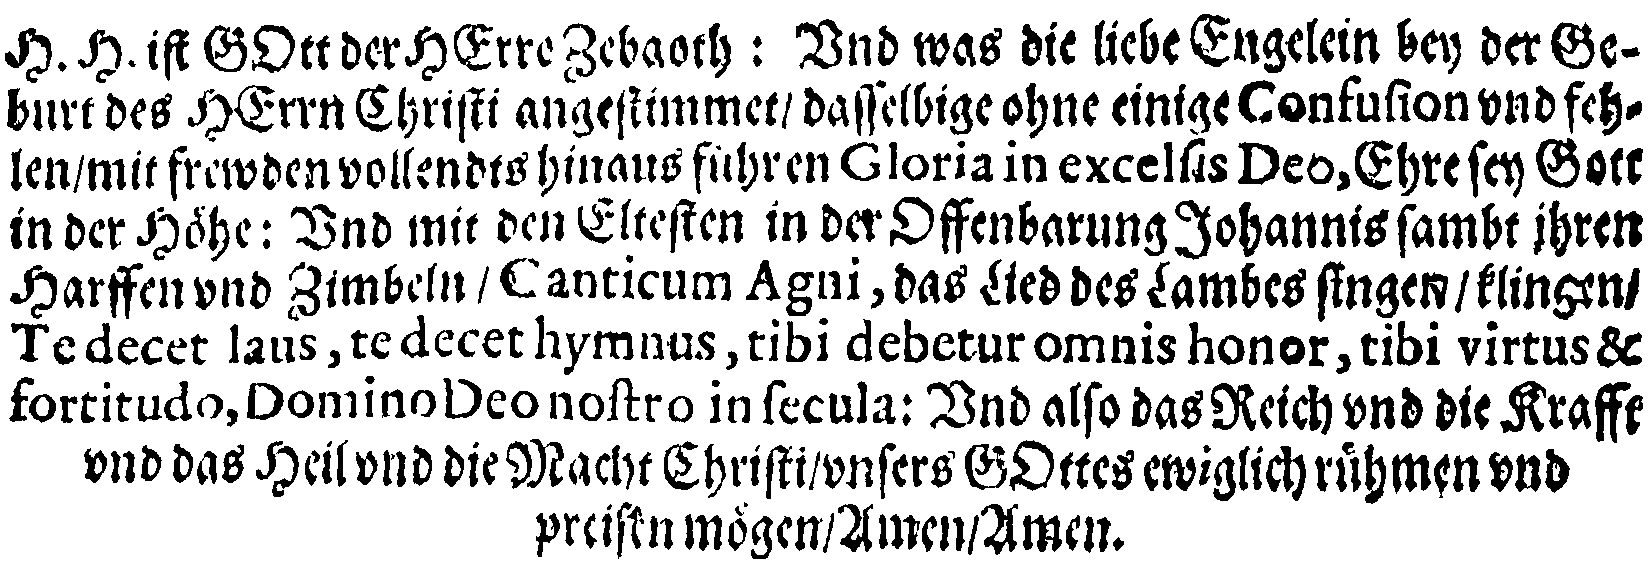 H. H. ist GOtt der HErre Zebaoth : Vnd was die liebe Engelein bey der Ge-
burt des HErrn Christi angestimmet/ dasselbige ohne einige Confusion vnd feh-
len/mit frewden vollendts hinaus führen Gloria in excelsis Deo, Ehre sey Gott
in der Höhe: Vnd mit den Eltesten in der Offenbarung Johannis sambt jhren
Harffen vnd Zimbeln / Canticum Agni, das Lied des Lambes singen / klingen/
Te decet laus, te decet hymnus, tibi debetur omnis honor, tibi virtus &
fortitudo, Domino Deo nostro in secula: Vnd also das Reich vnd die Krafft
vnd das Heil vnd die Macht Christi/vnsers GOttes ewiglich rühmen vnd
preisen mögen/Amen/Amen.